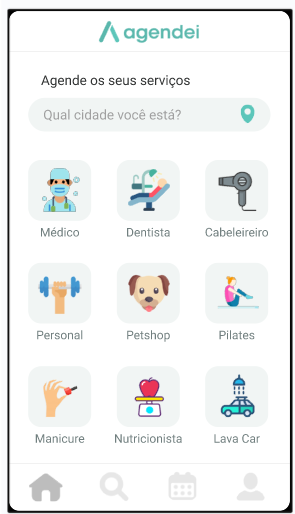 agendei
Agende os seus serviços
Qual cidade você está?
Médico
Dentista
Cabeleireiro
Personal
Petshop
Pilates
Manicure
Nutricionista
Lava Car